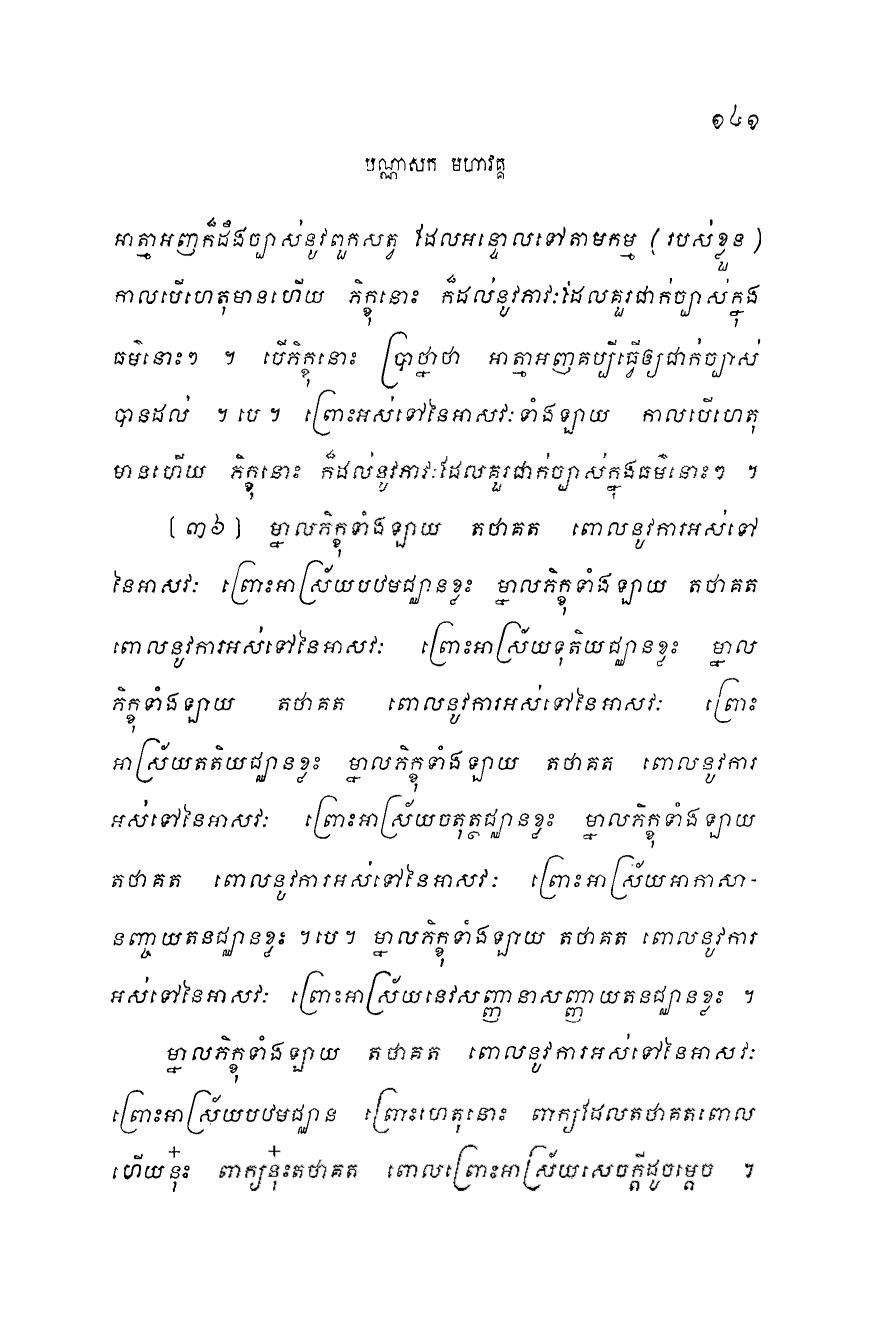 ១៤១
បណ្ណាសក មហាវគ្គ
អាត្មាអញក៏ដឹងច្បាស់នូវពួកសត្វ ដែលអន្ទោលទៅតាមកម្ម (របស់ខ្លួន)
កាលបើហេតុមានហើយ ភិក្ខុនោះ ក៏ដល់នូវភាវៈដែលគួរជាក់ច្បាស់ក្នុង
ធម៌នោះៗ ។ បើភិក្ខុនោះ ប្រាថ្នាថា អាត្មាអញគប្បីធ្វើឲ្យជាក់ច្បាស់
បានដល់ ។ បេ ។ ព្រោះអស់ទៅនៃអាសវៈទាំងឡាយ កាលបើហេតុ
មានហើយ ភិក្ខុនោះ ក៏ដល់នូវភាវៈដែលគួរជាក់ច្បាស់ក្នុងធម៌នោះៗ ។
(៣៦) ម្នាលភិក្ខុទាំងឡាយ តថាគត ពោលនូវការអស់ទៅ
នៃអាសវៈ ព្រោះអាស្រ័យបឋមជ្ឈានខ្លះ ម្នាលភិក្ខុទាំងឡាយ តថាគត
ពោលនូវការអស់ទៅនៃអាសវៈ ព្រោះអាស្រ័យទុតិយជ្ឈានខ្លះ ម្នាល
ភិក្ខុទាំងឡាយ តថាគត ពោលនូវការអស់ទៅនៃអាសវៈ ព្រោះ
អាស្រ័យតតិយជ្ឈានខ្លះ ម្នាលភិក្ខុទាំងឡាយ តថាគត ពោលនូវការ
អស់ទៅនៃអាសវៈ ព្រោះអាស្រ័យចតុត្ថជ្ឈានខ្លះ ម្នាលភិក្ខុទាំងឡាយ
តថាគត ពោលនូវការអស់ទៅនៃអាសវៈ ព្រោះអាស្រ័យអាកាសា-
នញ្ចាយតនជ្ឈានខ្លះ ។ បេ ។ ម្នាលភិក្ខុទាំងឡាយ តថាគត ពោលនូវការ
អស់ទៅនៃអាសវៈ ព្រោះអាស្រ័យនេវសញ្ញានាសញ្ញាយតនជ្ឈានខ្លះ ។
ម្នាលភិក្ខុទាំងឡាយ តថាគត ពោលនូវការអស់ទៅនៃអាសវៈ
ព្រោះអាស្រ័យបឋមជ្ឈាន ព្រោះហេតុនោះ ពាក្យដែលតថាគតពោល
ហើយនុ៎ះ ពាក្យនុ៎ះតថាគត ពោលព្រោះអាស្រ័យសេចក្តីដូចម្តេច ។